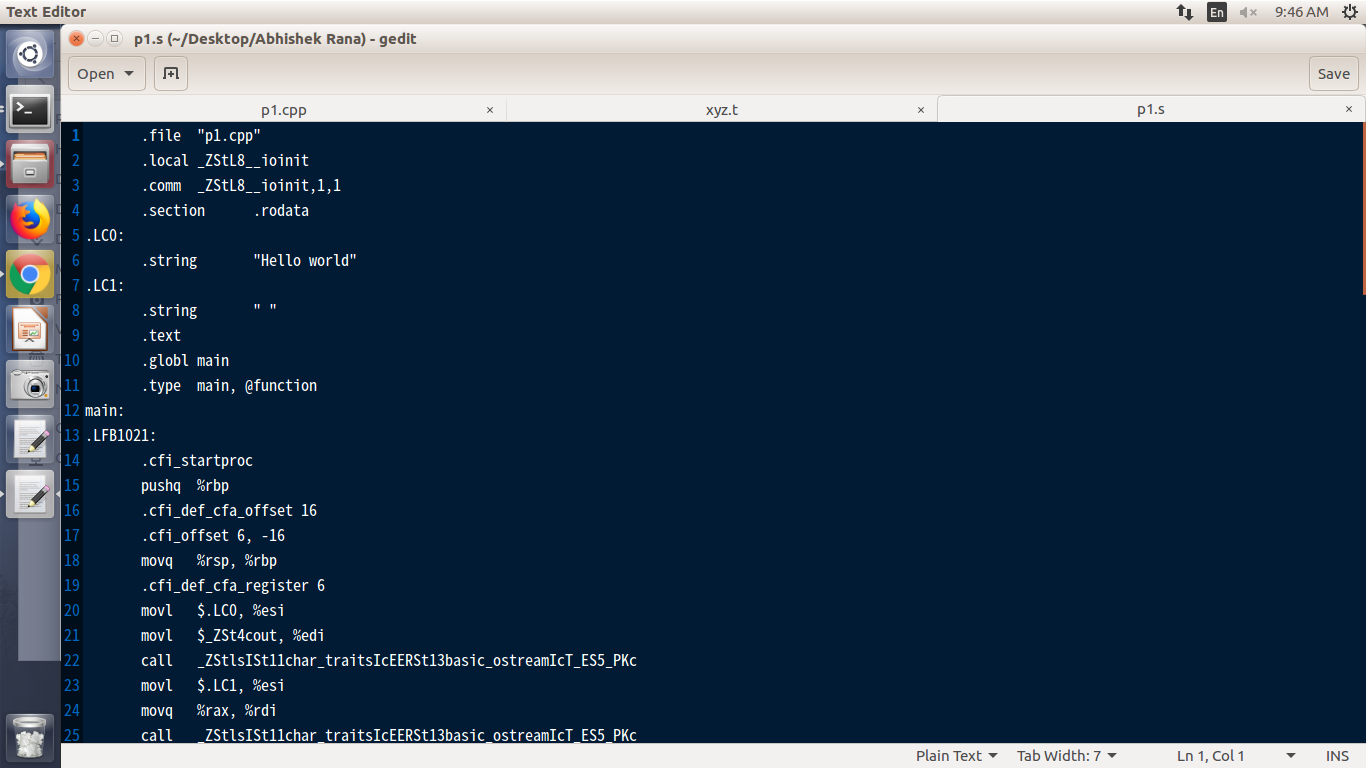 Text Editor
En
9:46 AM
p1.s (~/Desktop/Abhishek Rana) - gedit
Open
Save
p1.cpp × xyz.t × p1.s ×
1 .file "p1.cpp"
2 .local _ZStL8__ioinit
3 .comm _ZStL8__ioinit,1,1
4 .section .rodata
5 .LC0:
6 .string "Hello world"
7 .LC1:
8 .string " "
9 .text
10 .globl main
11 .type main, @function
12 main:
13 .LFB1021:
14 .cfi_startproc
15 pushq %rbp
16 .cfi_def_cfa_offset 16
17 .cfi_offset 6, -16
18 movq %rsp, %rbp
19 .cfi_def_cfa_register 6
20 movl $.LC0, %esi
21 movl $_ZSt4cout, %edi
22 call _ZStlsISt11char_traitsIcEERSt13basic_ostreamIcT_ES5_PKc
23 movl $.LC1, %esi
24 movq %rax, %rdi
25 call _ZStlsISt11char_traitsIcEERSt13basic_ostreamIcT_ES5_PKc
Plain Text Tab Width: 7 Ln 1, Col 1 INS